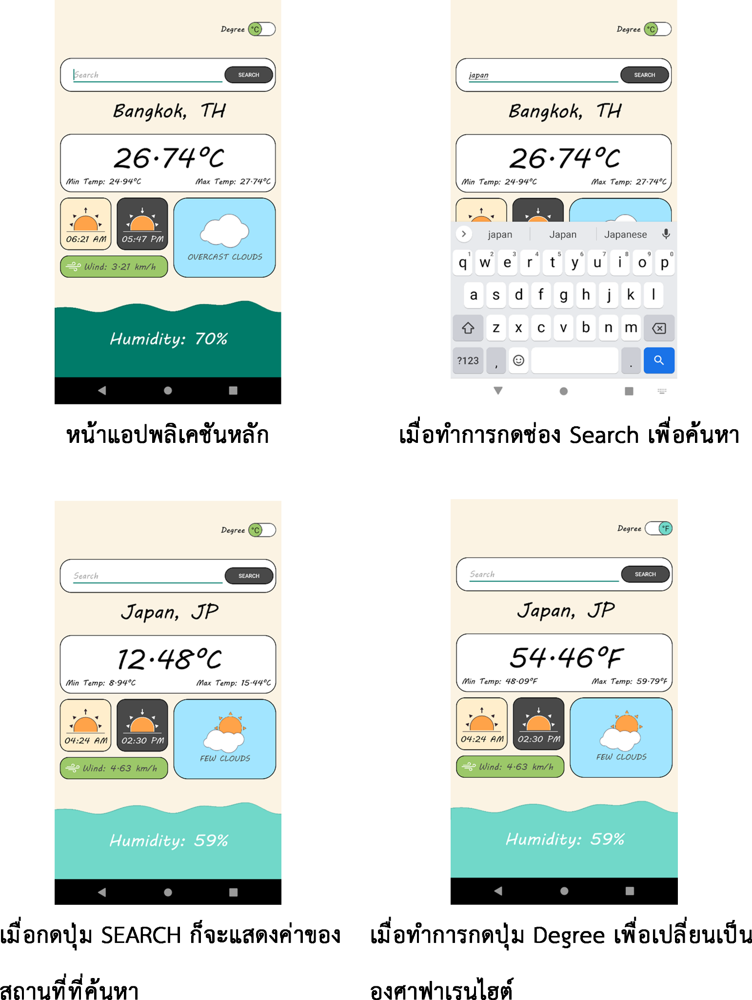 Degree °C
Search SEARCH
Bangkok, TH
26.74°C
Min Temp: 24.94°C Max Temp: 27.74°C
06:21 AM 05:47 PM
OVERCAST CLOUDS
Wind: 3.21 km/h
Humidity: 70%
หน้าแอปพลิเคชันหลัก
Degree °C
japan SEARCH
Bangkok, TH
26.74°C
Min Temp: 24.94°C Max Temp: 27.74°C
japan Japan Japanese
q1 w2 e3 r4 t5 y6 u7 i8 o9 p0
a s d f g h j k l
z x c v b n m
?123 , .
เมื่อทำการกดช่อง Search เพื่อค้นหา
Degree °C
Search SEARCH
Japan, JP
12.48°C
Min Temp: 8.94°C Max Temp: 15.44°C
04:24 AM 02:30 PM
FEW CLOUDS
Wind: 4.63 km/h
Humidity: 59%
เมื่อกดปุ่ม SEARCH ก็จะแสดงค่าของ
สถานที่ที่ค้นหา
Degree °F
Search SEARCH
Japan, JP
54.46°F
Min Temp: 48.09°F Max Temp: 59.79°F
04:24 AM 02:30 PM
FEW CLOUDS
Wind: 4.63 km/h
Humidity: 59%
เมื่อทำการกดปุ่ม Degree เพื่อเปลี่ยนเป็น
องศาฟาเรนไฮต์